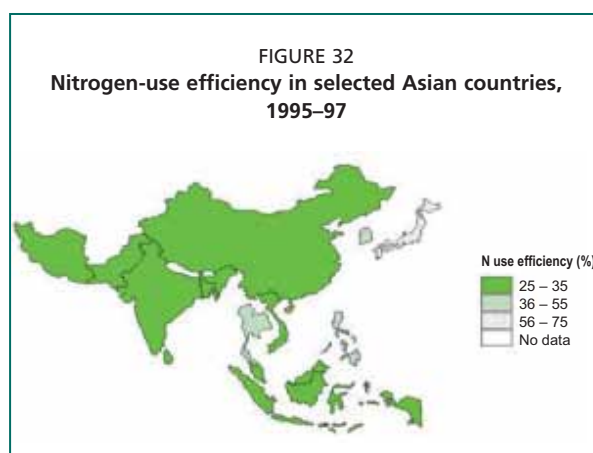 FIGURE 32
Nitrogen-use efficiency in selected Asian countries,
1995–97
N use efficiency (%)
25 – 35
36 – 55
56 – 75
No data